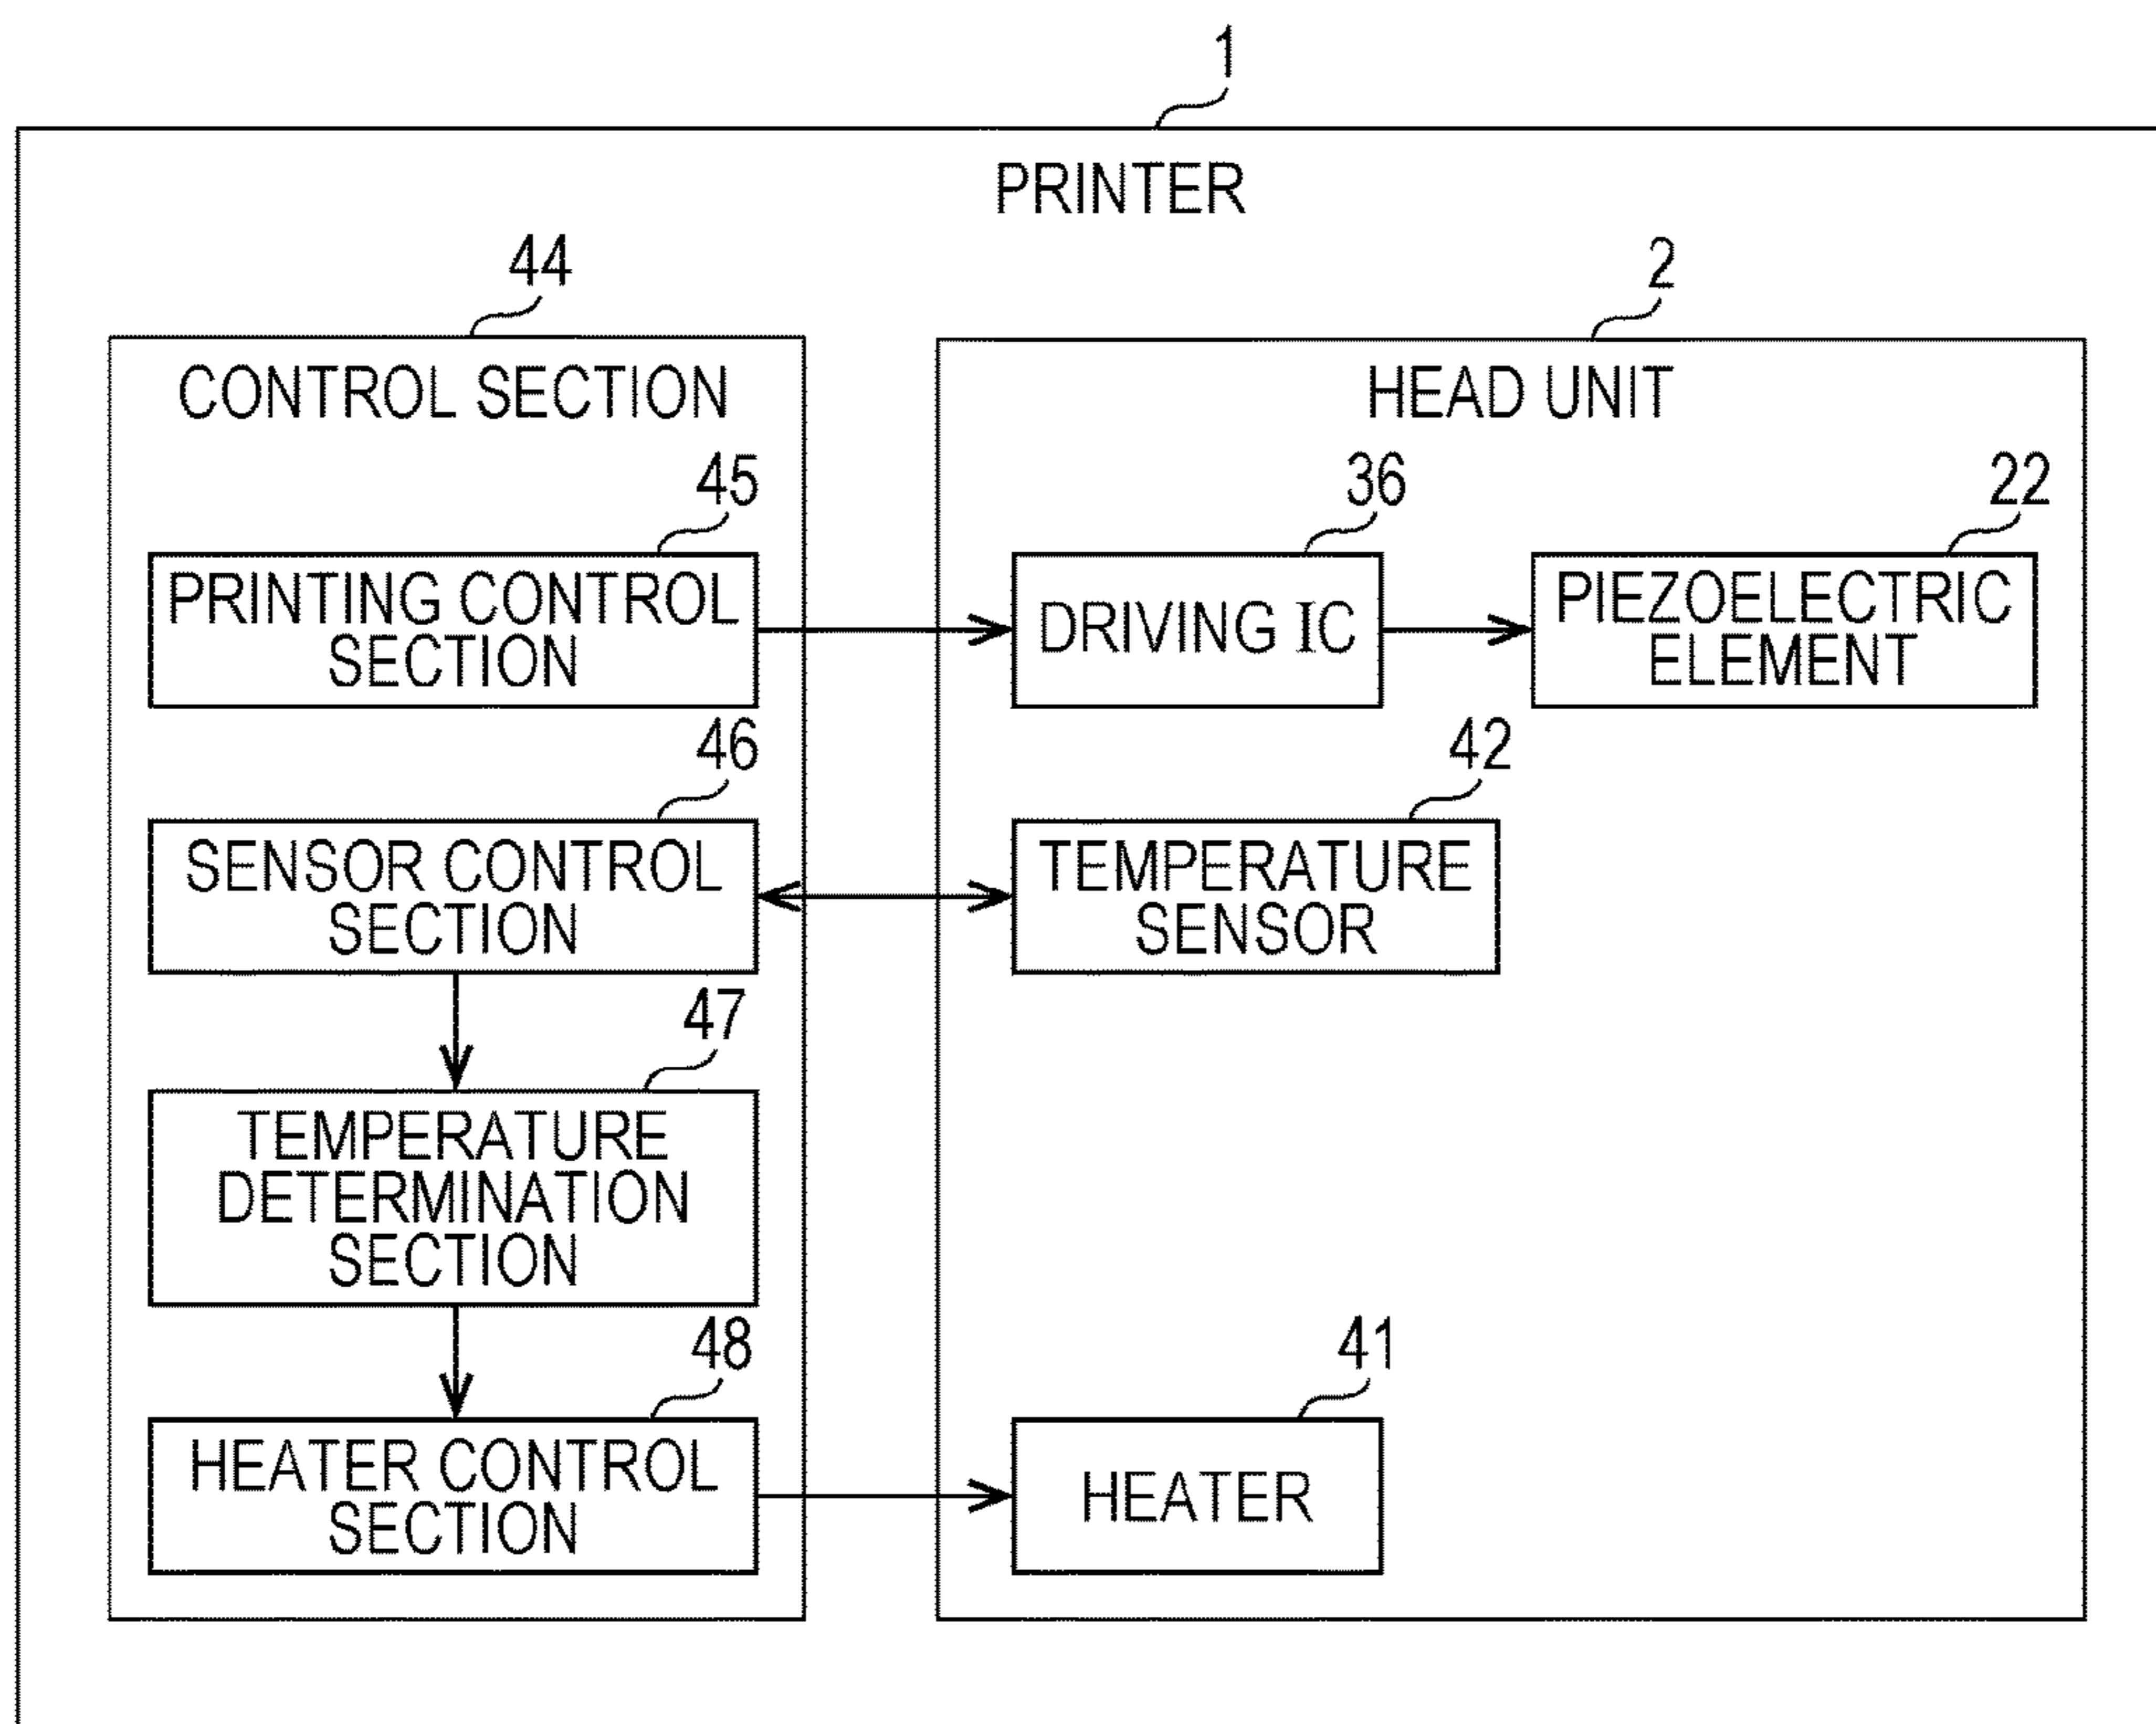 1
PRINTER
44
2
CONTROL SECTION
HEAD UNIT
45
36
22
PRINTING CONTROL
SECTION
DRIVING IC
PIEZOELECTRIC
ELEMENT
46
42
SENSOR CONTROL
SECTION
TEMPERATURE
SENSOR
47
TEMPERATURE
DETERMINATION
SECTION
48
41
HEATER CONTROL
SECTION
HEATER